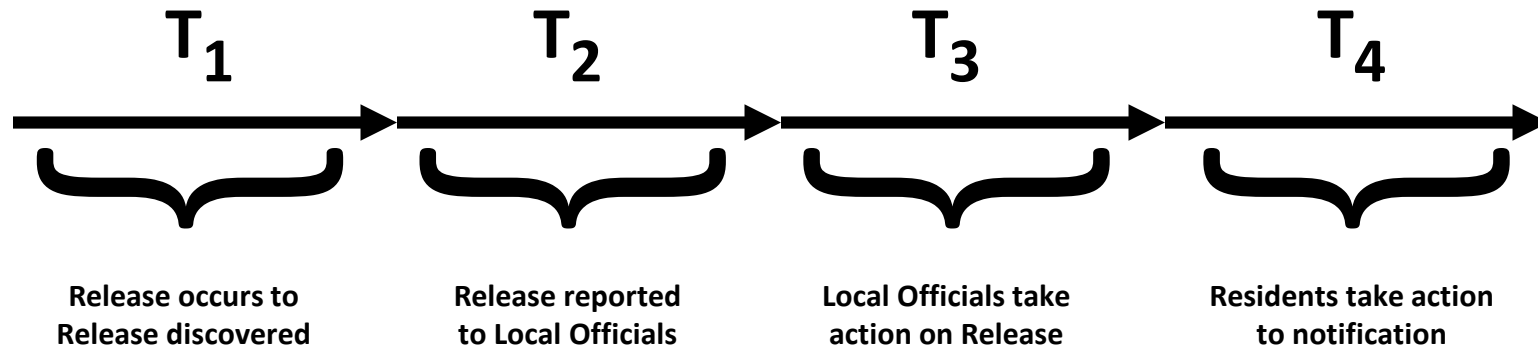 T1
T2
T3
T4
Release occurs to
Release discovered
Release reported
to Local Officials
Local Officials take
action on Release
Residents take action
to notification